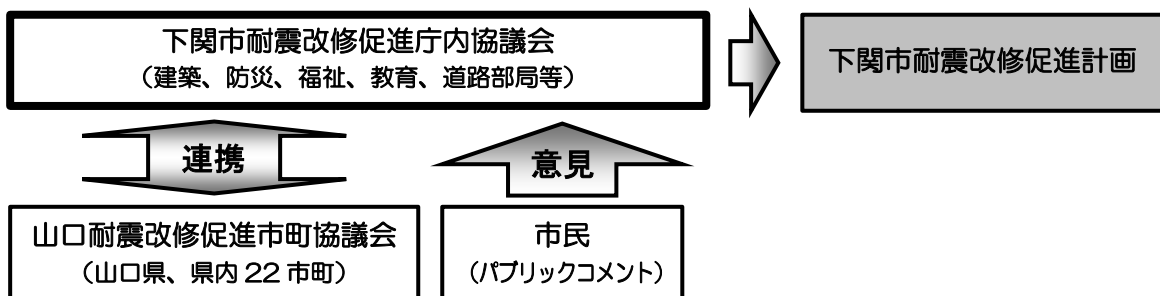 下関市耐震改修促進庁内協議会
(建築、防災、福祉、教育、道路部局等)
下関市耐震改修促進計画
連携
意見
山口耐震改修促進市町協議会
(山口県、県内 22 市町)
市民
(パブリックコメント)